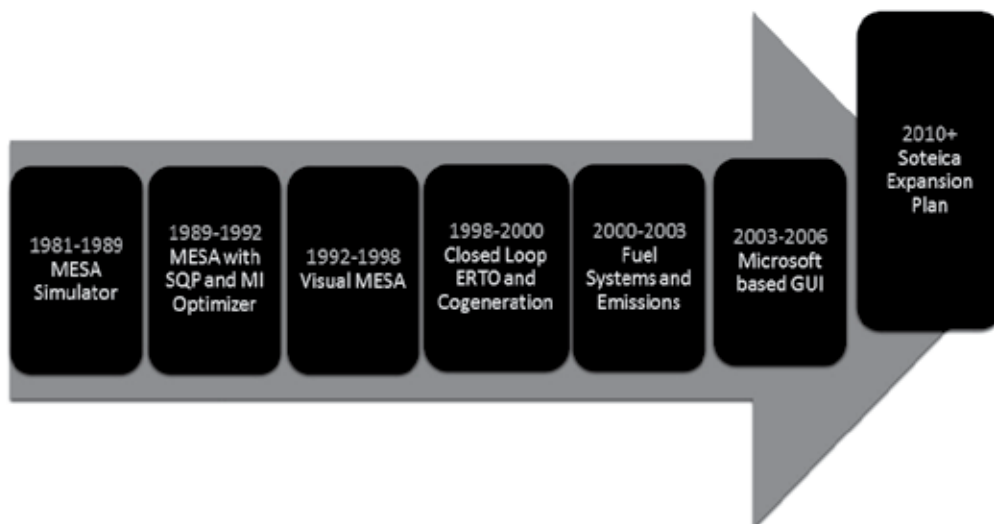 1981-1989
MESA
Simulator
1989-1992
MESA with
SQP and MI
Optimizer
1992-1998
Visual MESA
1998-2000
Closed Loop
ERTO and
Cogeneration
2000-2003
Fuel
Systems and
Emissions
2003-2006
Microsoft
based GUI
2010+
Soteica
Expansion
Plan